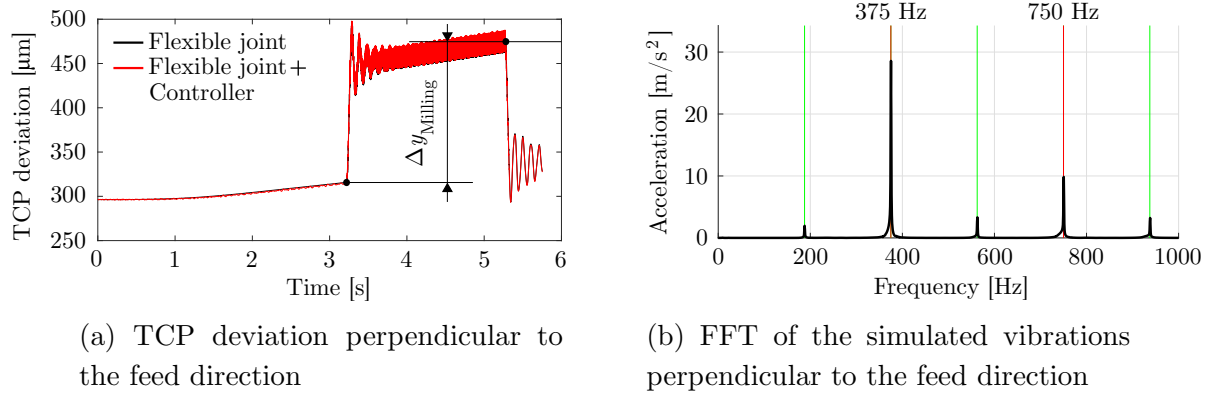 500
450
400
350
300
250
0
1
2
3
4
5
6
TCP deviation [µm]
Time [s]
Flexible joint
Flexible joint+
Controller
Δy_Milling
375 Hz
750 Hz
30
20
10
0
0
200
400
600
800
1000
Acceleration [m/s²]
Frequency [Hz]
(a) TCP deviation perpendicular to
the feed direction
(b) FFT of the simulated vibrations
perpendicular to the feed direction